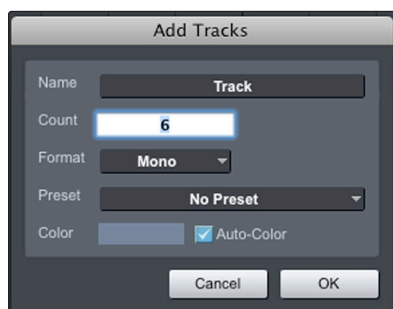 Add Tracks
Name Track
Count 6
Format Mono
Preset No Preset
Color Auto-Color
Cancel OK